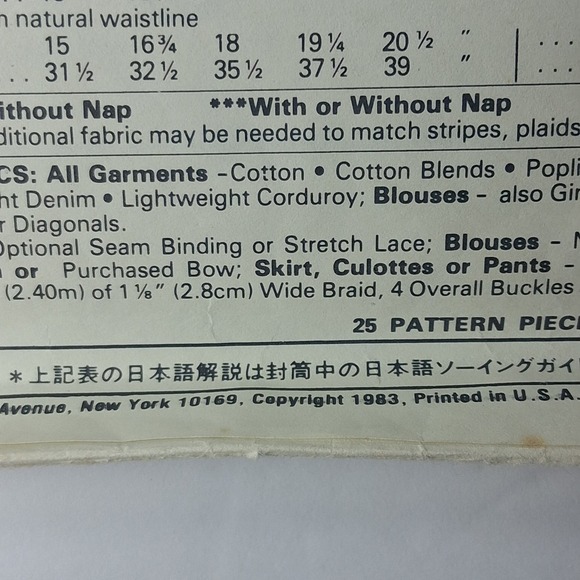 n natural waistline
15 16¾ 18 19¼ 20½ ″ ...
.. 31½ 32½ 35½ 37½ 39 ″ ...
ithout Nap ***With or Without Nap
ditional fabric may be needed to match stripes, plaids
CS: All Garments – Cotton • Cotton Blends • Popli
ht Denim • Lightweight Corduroy; Blouses – also Gin
r Diagonals.
Optional Seam Binding or Stretch Lace; Blouses – N
or Purchased Bow; Skirt, Culottes or Pants –
(2.40m) of 1⅛″ (2.8cm) Wide Braid, 4 Overall Buckles
25 PATTERN PIECE
*上記表の日本語解説は封筒中の日本語ソーイングガイ
Avenue, New York 10169, Copyright 1983, Printed in U.S.A.